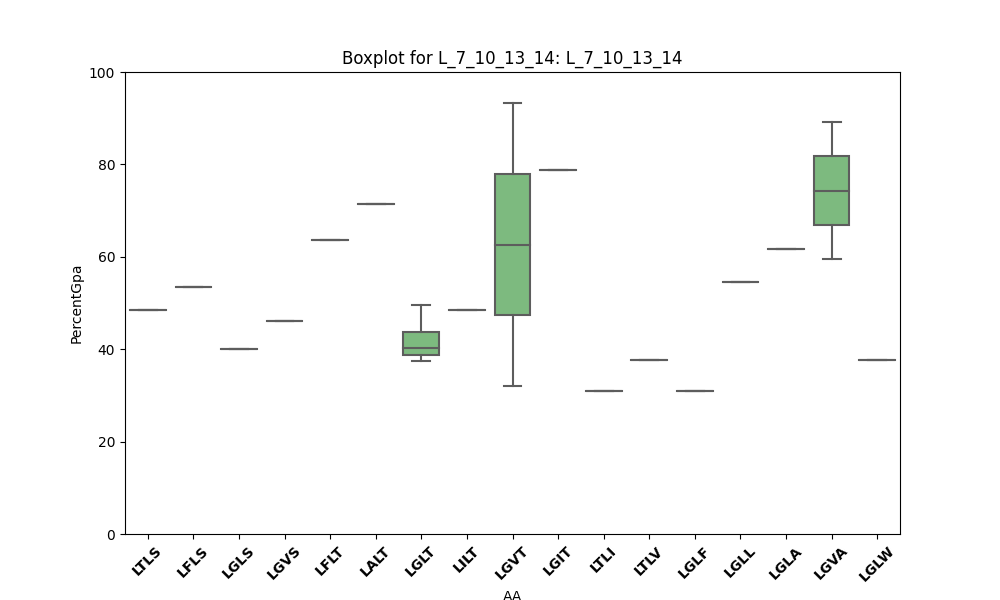 Boxplot for L_7_10_13_14: L_7_10_13_14
100
80
60
40
20
0
PercentGpa
LTLS
LFLS
LGLS
LGVS
LFLT
LALT
LGLT
LILT
LGVT
LGIT
LTLI
LTLV
LGLF
LGLL
LGLA
LGVA
LGLW
AA